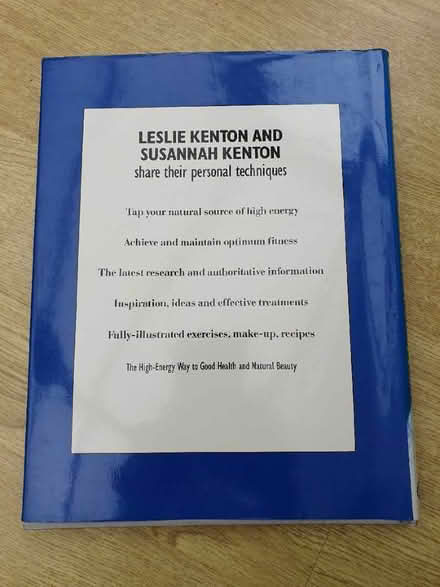 LESLIE KENTON AND
SUSANNAH KENTON
share their personal techniques
Tap your natural source of high energy
Achieve and maintain optimum fitness
The latest research and authoritative information
Inspiration, ideas and effective treatments
Fully-illustrated exercises, make-up, recipes
The High-Energy Way to Good Health and Natural Beauty